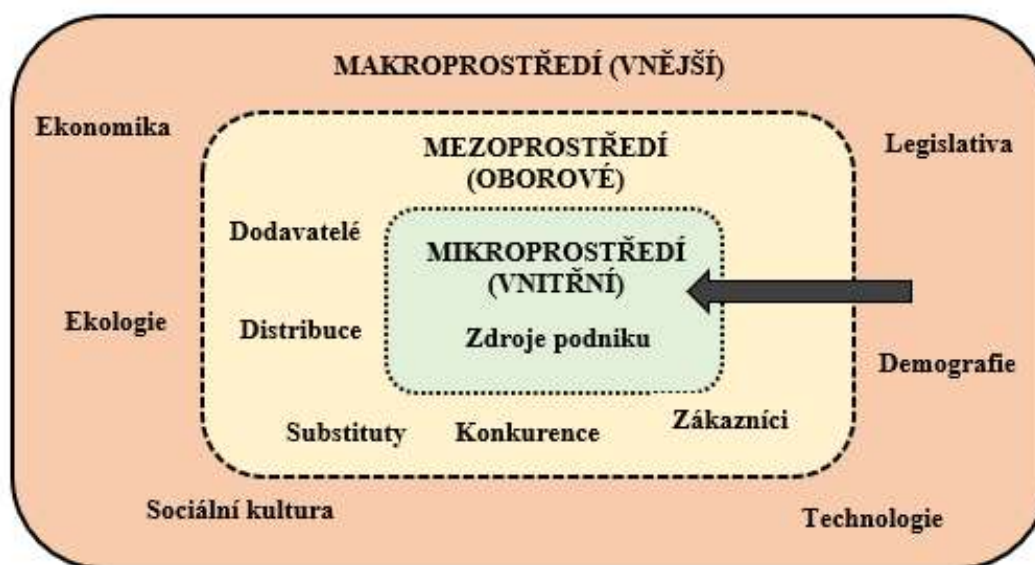 MAKROPROSTŘEDÍ (VNĚJŠÍ)
Ekonomika
Legislativa
MEZOPROSTŘEDÍ
(OBOROVÉ)
Dodavatelé
MIKROPROSTŘEDÍ
(VNITŘNÍ)
Ekologie
Distribuce
Zdroje podniku
Demografie
Substituty
Konkurence
Zákazníci
Sociální kultura
Technologie